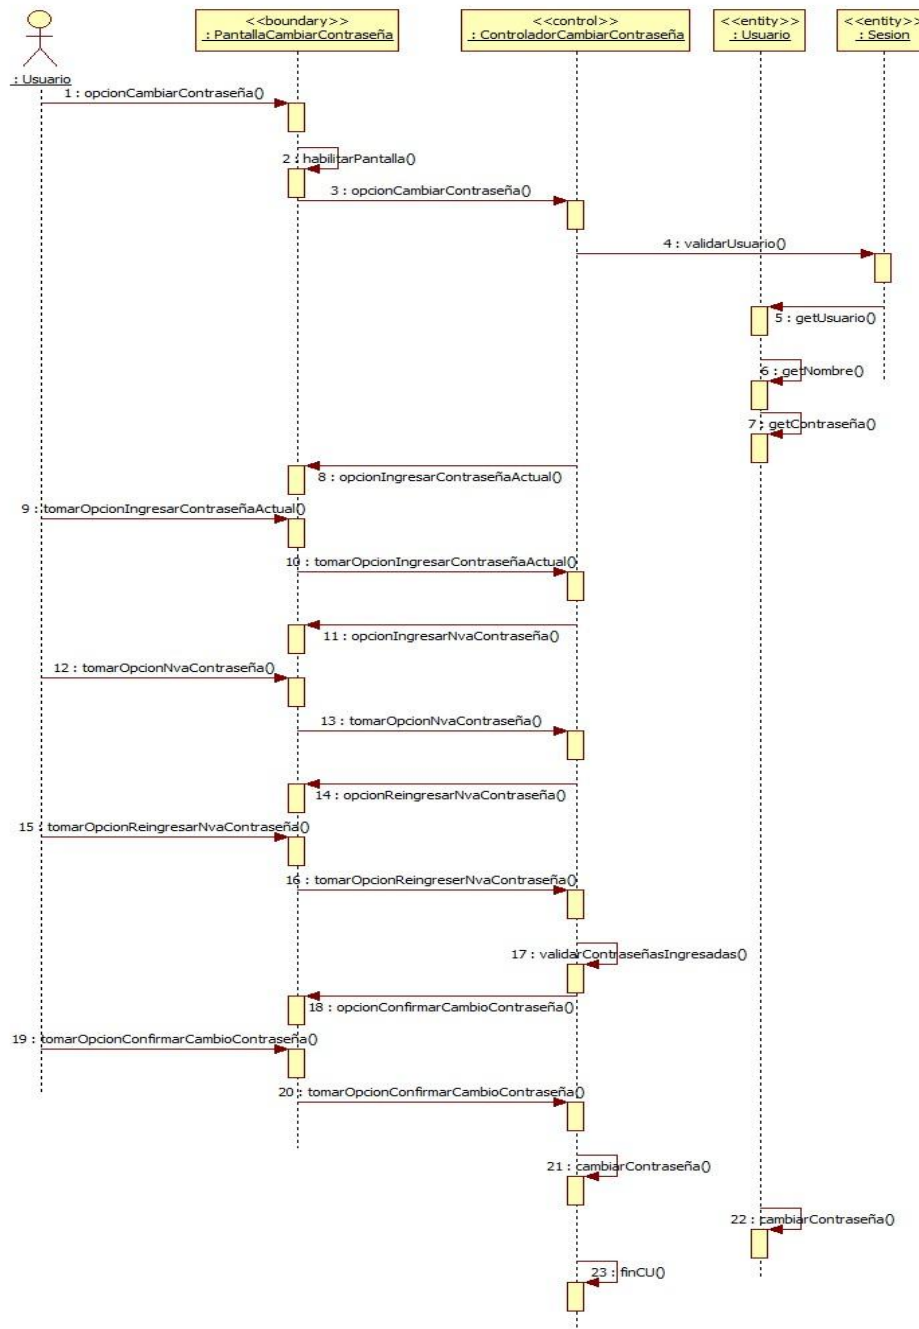 <<boundary>>
: PantallaCambiarContraseña
<<control>>
: ControladorCambiarContraseña
<<entity>>
: Usuario
<<entity>>
: Sesion
: Usuario
1 : opcionCambiarContraseña()
2 : habilitarPantalla()
3 : opcionCambiarContraseña()
4 : validarUsuario()
5 : getUsuario()
6 : getNombre()
7 : getContraseña()
8 : opcionIngresarContraseñaActual()
9 : tomarOpcionIngresarContraseñaActual()
10 : tomarOpcionIngresarContraseñaActual()
11 : opcionIngresarNvaContraseña()
12 : tomarOpcionNvaContraseña()
13 : tomarOpcionNvaContraseña()
14 : opcionReingresarNvaContraseña()
15 : tomarOpcionReingresarNvaContraseña()
16 : tomarOpcionReingreserNvaContraseña()
17 : validarContraseñasIngresadas()
18 : opcionConfirmarCambioContraseña()
19 : tomarOpcionConfirmarCambioContraseña()
20 : tomarOpcionConfirmarCambioContraseña()
21 : cambiarContraseña()
22 : cambiarContraseña()
23 : finCU()